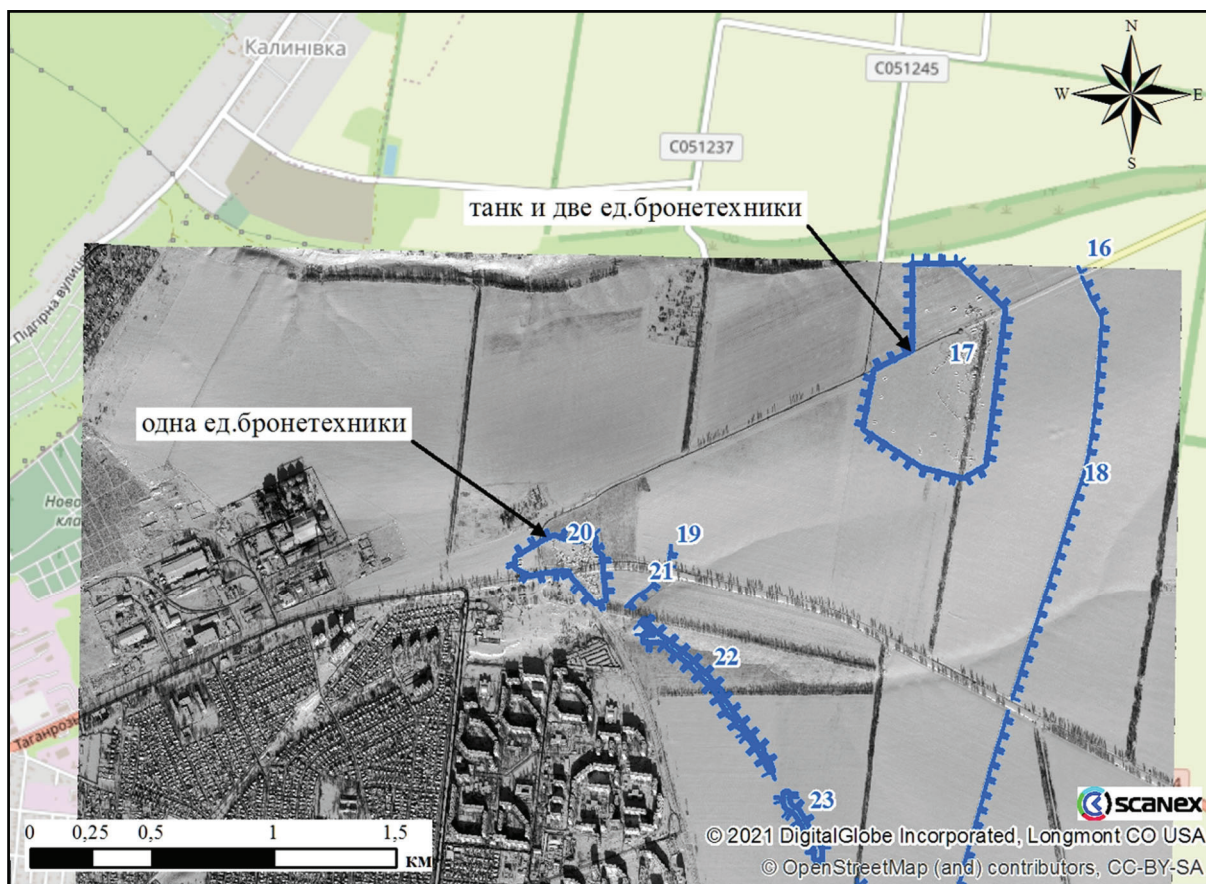 Калинівка
C051245
N
W
E
S
C051237
танк и две ед.бронетехники
16
Підгірна вулиця
17
одна ед.бронетехники
18
Ново
кла
20
19
21
22
Таганрозь
23
scanex
0 0,25 0,5 1 1,5
км
© 2021 DigitalGlobe Incorporated, Longmont CO USA
© OpenStreetMap (and) contributors, CC-BY-SA